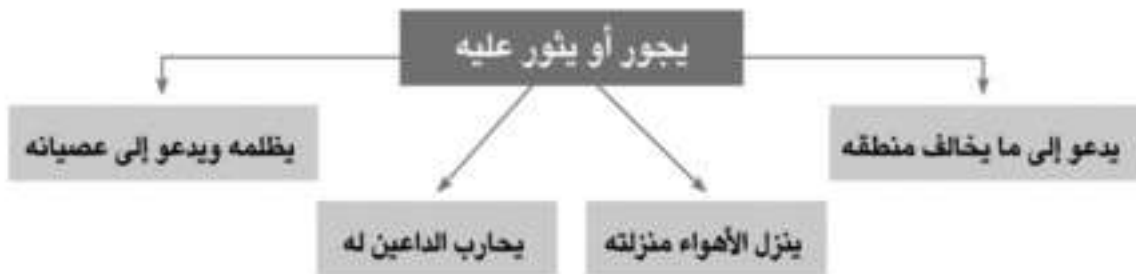 يجور أو يثور عليه
يدعو إلى ما يخالف منطقه
يظلمه ويدعو إلى عصيانه
ينزل الأهواء منزلته
يحارب الداعين له